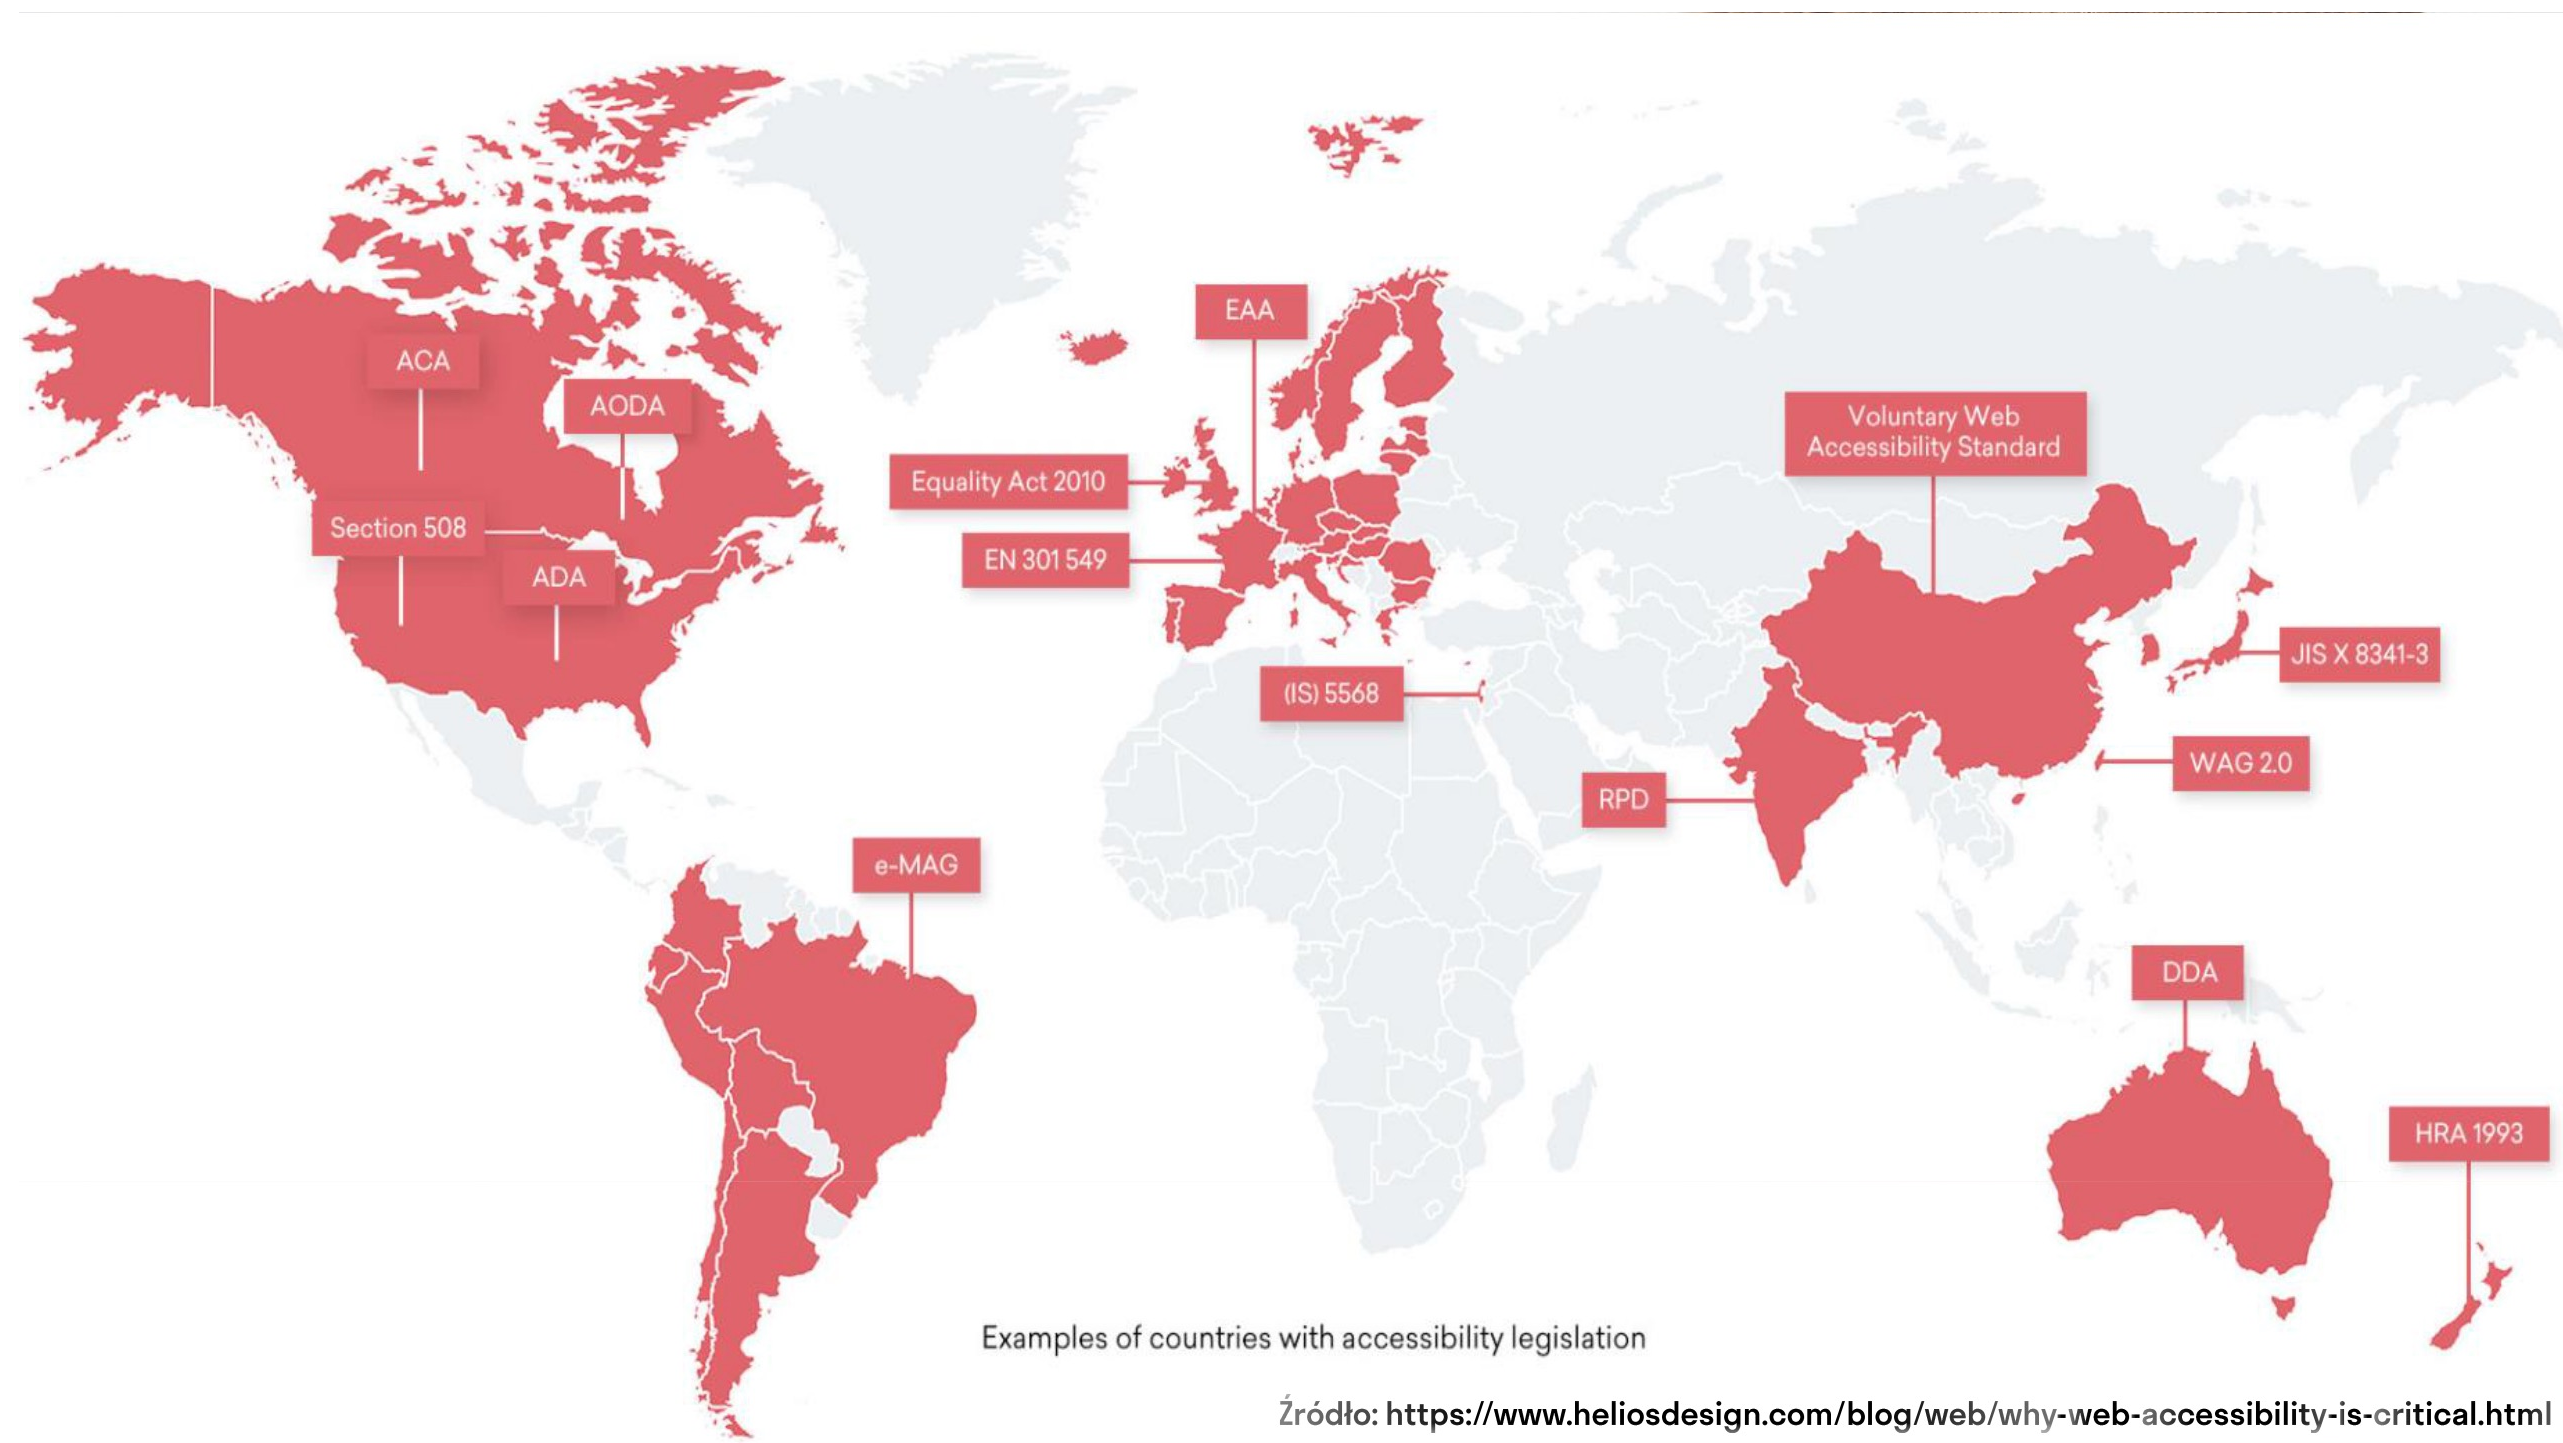 ACA
AODA
Section 508
ADA
EAA
Equality Act 2010
EN 301 549
(IS) 5568
Voluntary Web
Accessibility Standard
JIS X 8341-3
WAG 2.0
RPD
e-MAG
DDA
HRA 1993
Examples of countries with accessibility legislation
Źródło: https://www.heliosdesign.com/blog/web/why-web-accessibility-is-critical.html